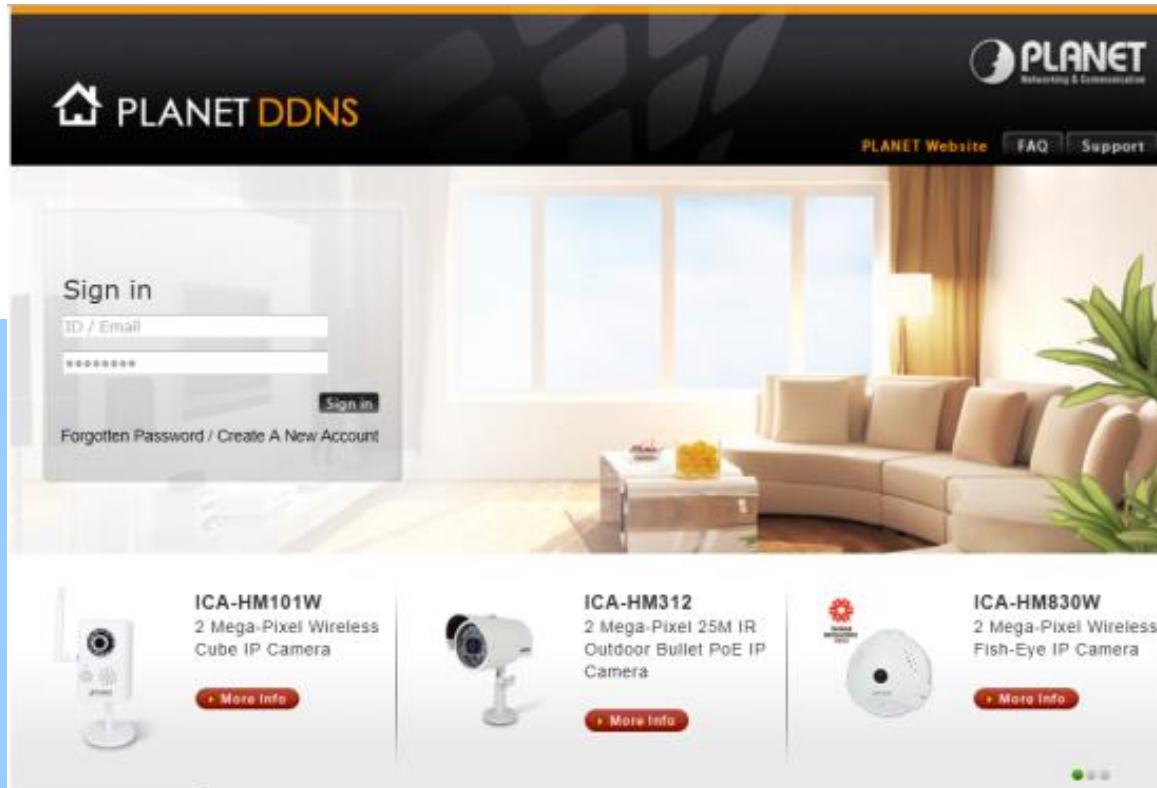 PLANET
Networking & Communication
PLANET DDNS
PLANET Website FAQ Support
Sign in
ID / Email
Sign in
Forgotten Password / Create A New Account
ICA-HM101W
2 Mega-Pixel Wireless
Cube IP Camera
More Info
ICA-HM312
2 Mega-Pixel 25M IR
Outdoor Bullet PoE IP
Camera
More Info
ICA-HM830W
2 Mega-Pixel Wireless
Fish-Eye IP Camera
More Info